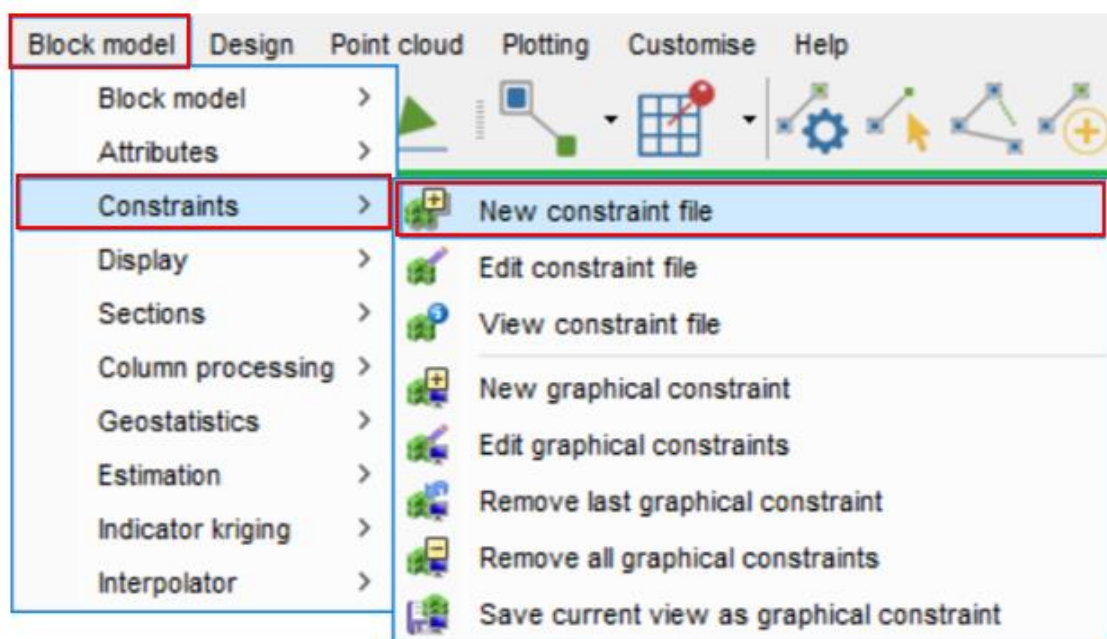 Block model Design Point cloud Plotting Customise Help
Block model
Attributes
Constraints
Display
Sections
Column processing
Geostatistics
Estimation
Indicator kriging
Interpolator
New constraint file
Edit constraint file
View constraint file
New graphical constraint
Edit graphical constraints
Remove last graphical constraint
Remove all graphical constraints
Save current view as graphical constraint